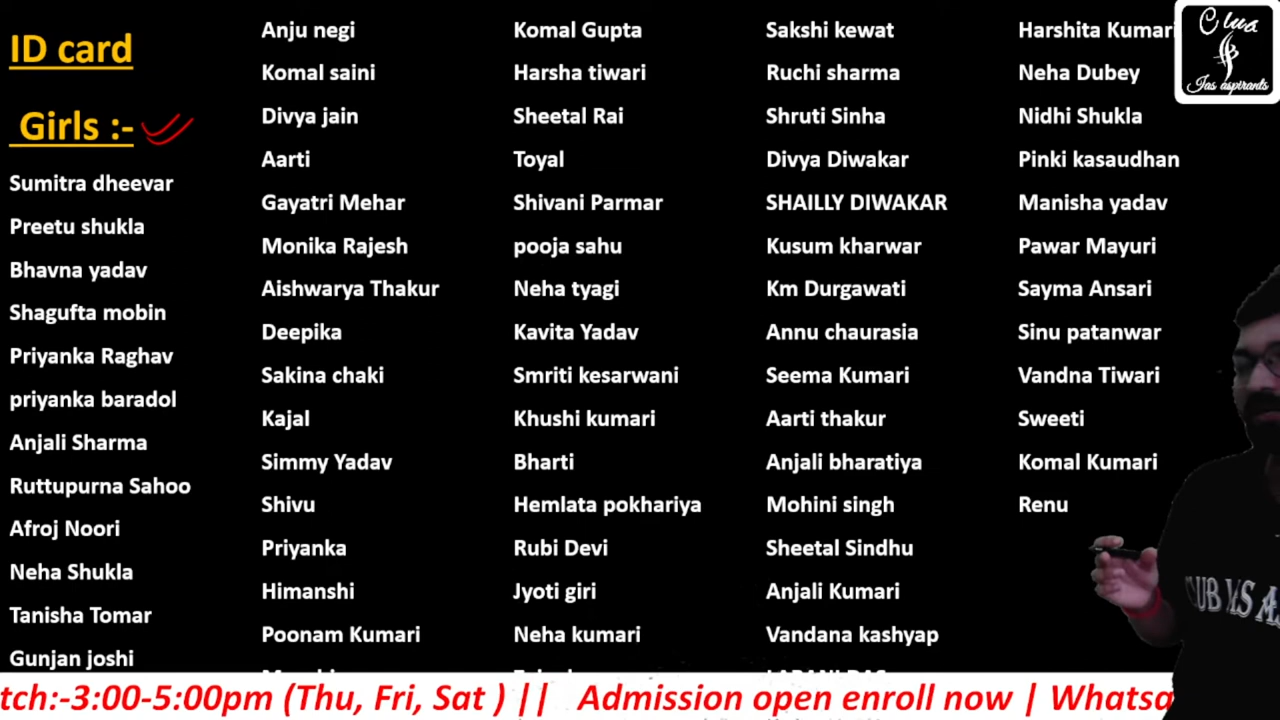 ID card
Girls :-
Sumitra dheevar
Preetu shukla
Bhavna yadav
Shagufta mobin
Priyanka Raghav
priyanka baradol
Anjali Sharma
Ruttupurna Sahoo
Afroj Noori
Neha Shukla
Tanisha Tomar
Gunjan joshi
Anju negi
Komal saini
Divya jain
Aarti
Gayatri Mehar
Monika Rajesh
Aishwarya Thakur
Deepika
Sakina chaki
Kajal
Simmy Yadav
Shivu
Priyanka
Himanshi
Poonam Kumari
Komal Gupta
Harsha tiwari
Sheetal Rai
Toyal
Shivani Parmar
pooja sahu
Neha tyagi
Kavita Yadav
Smriti kesarwani
Khushi kumari
Bharti
Hemlata pokhariya
Rubi Devi
Jyoti giri
Neha kumari
Sakshi kewat
Ruchi sharma
Shruti Sinha
Divya Diwakar
SHAILLY DIWAKAR
Kusum kharwar
Km Durgawati
Annu chaurasia
Seema Kumari
Aarti thakur
Anjali bharatiya
Mohini singh
Sheetal Sindhu
Anjali Kumari
Vandana kashyap
Harshita Kumari
Neha Dubey
Nidhi Shukla
Pinki kasaudhan
Manisha yadav
Pawar Mayuri
Sayma Ansari
Sinu patanwar
Vandna Tiwari
Sweeti
Komal Kumari
Renu
Club
Ias aspirants
tch:-3:00-5:00pm (Thu, Fri, Sat ) || Admission open enroll now | Whatsa